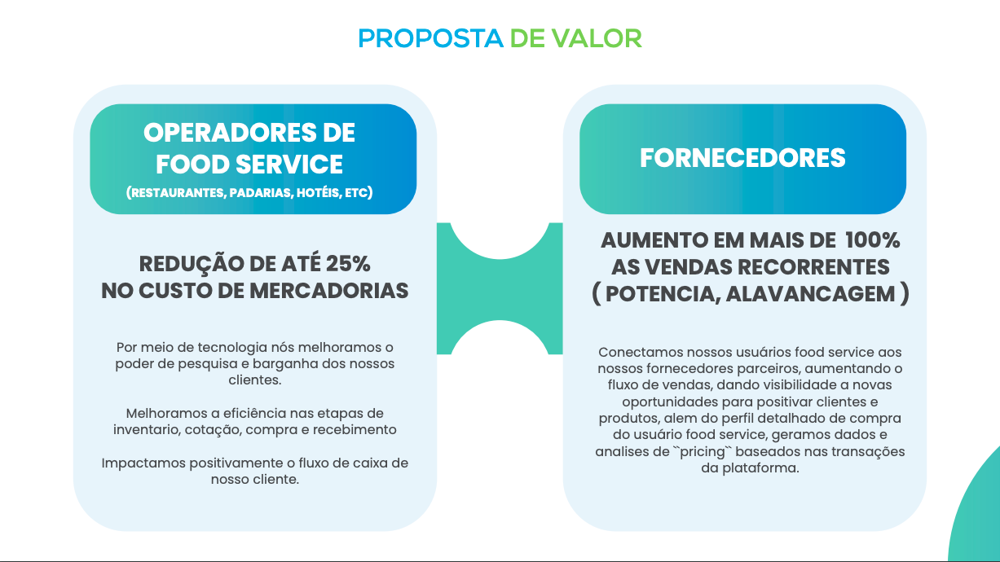 PROPOSTA DE VALOR
OPERADORES DE
FOOD SERVICE
(RESTAURANTES, PADARIAS, HOTÉIS, ETC)
REDUÇÃO DE ATÉ 25%
NO CUSTO DE MERCADORIAS
Por meio de tecnologia nós melhoramos o
poder de pesquisa e barganha dos nossos
clientes.
Melhoramos a eficiência nas etapas de
inventario, cotação, compra e recebimento
Impactamos positivamente o fluxo de caixa de
nosso cliente.
FORNECEDORES
AUMENTO EM MAIS DE  100%
AS VENDAS RECORRENTES
( POTENCIA, ALAVANCAGEM )
Conectamos nossos usuários food service aos
nossos fornecedores parceiros, aumentando o
fluxo de vendas, dando visibilidade a novas
oportunidades para positivar clientes e
produtos, alem do perfil detalhado de compra
do usuário food service, geramos dados e
analises de ``pricing`` baseados nas transações
da plataforma.